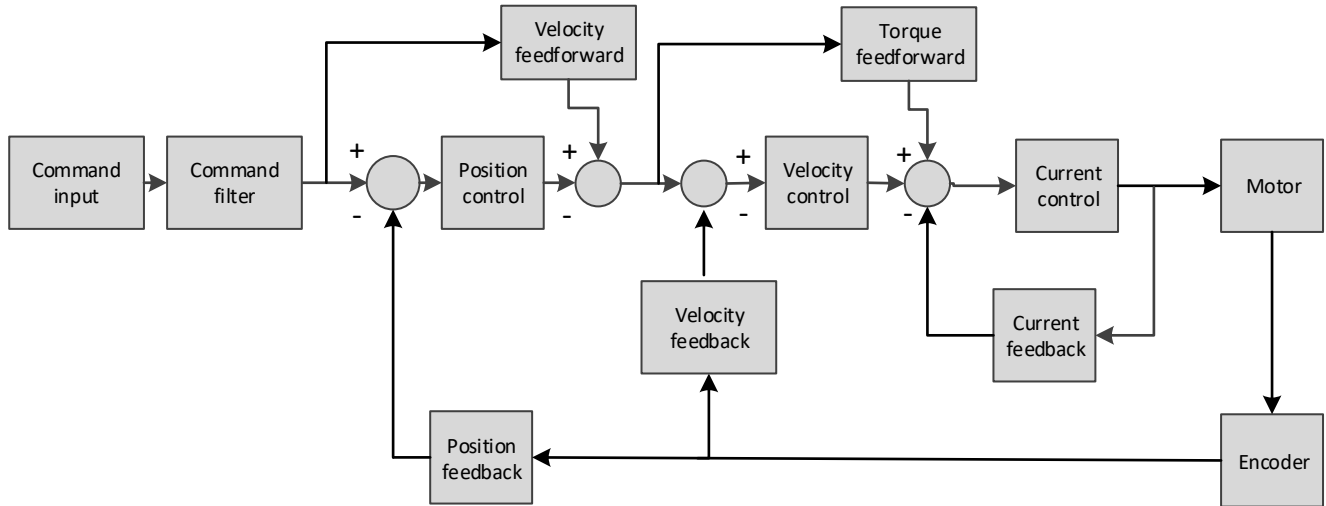 Velocity
feedforward
Torque
feedforward
Command
input
Command
filter
+
-
Position
control
+
-
+
-
Velocity
control
+
-
Current
control
Motor
Velocity
feedback
Current
feedback
Position
feedback
Encoder